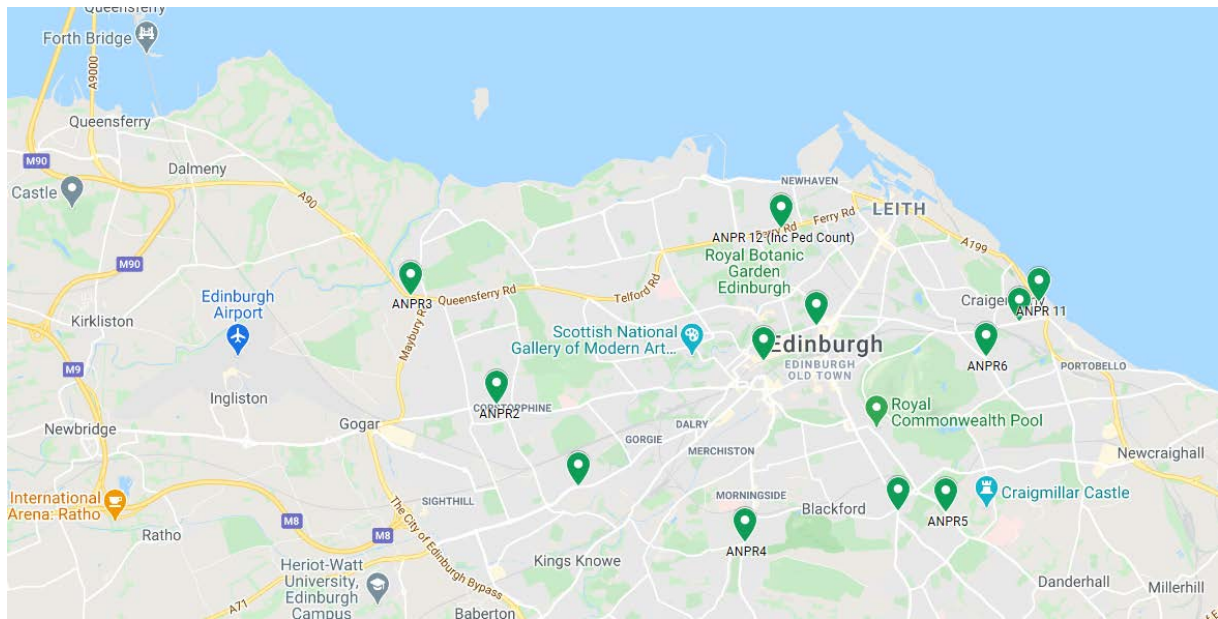 Queensferry
Forth Bridge
A9000
Queensferry
M90
Dalmeny
Castle
A90
NEWHAVEN
LEITH
Ferry Rd
Ferry Rd
ANPR 12 (Inc Ped Count)
A199
Royal Botanic
Garden
Edinburgh
M90
Edinburgh
Airport
ANPR3
Queensferry Rd
Telford Rd
Kirkliston
Maybury R
Scottish National
Gallery of Modern Art...
Edinburgh
EDINBURGH
OLD TOWN
Craigen
ny
ANPR 11
ANPR6
PORTOBELLO
M9
Ingliston
CORSTORPHINE
ANPR2
Royal
Commonwealth Pool
Newbridge
Gogar
DALRY
GORGIE
MERCHISTON
Newcraighall
International
Arena: Ratho
SIGHTHILL
MORNINGSIDE
Blackford
Craigmillar Castle
ANPR5
M8
M8
Ratho
The City of Edinburgh Bypass
ANPR4
Kings Knowe
Heriot-Watt
University,
Edinburgh
Campus
A71
Baberton
Danderhall
Millerhill